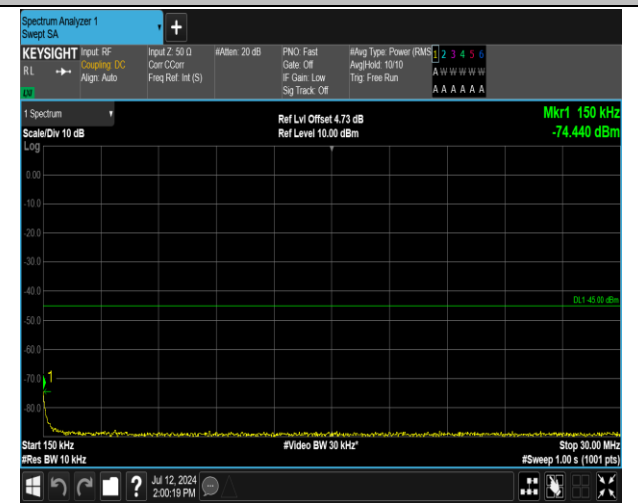 Spectrum Analyzer 1
Swept SA
+
KEYSIGHT Input: RF Input Z: 50 Ω #Atten: 20 dB PNO: Fast #Avg Type: Power (RMS 1 2 3 4 5 6
RL Coupling: DC Corr CCorr Gate: Off Avg|Hold: 10/10 A W W W W W
Align: Auto Freq Ref: Int (S) IF Gain: Low Trig: Free Run
Sig Track: Off A A A A A A
1 Spectrum Ref Lvl Offset 4.73 dB Mkr1 150 kHz
Scale/Div 10 dB Ref Level 10.00 dBm -74.440 dBm
Log
0.00
-10.0
-20.0
-30.0
-40.0
DL1 -45.00 dBm
-50.0
-60.0
-70.0 1
-80.0
Start 150 kHz #Video BW 30 kHz* Stop 30.00 MHz
#Res BW 10 kHz #Sweep 1.00 s (1001 pts)
? Jul 12, 2024
2:00:19 PM